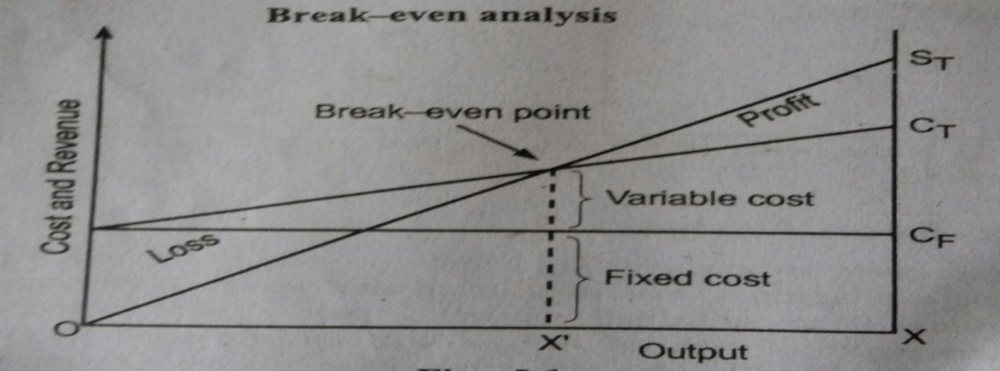 Break–even analysis
Cost and Revenue
Break–even point
Profit
ST
CT
Variable cost
CF
Loss
Fixed cost
O
X'
Output
X